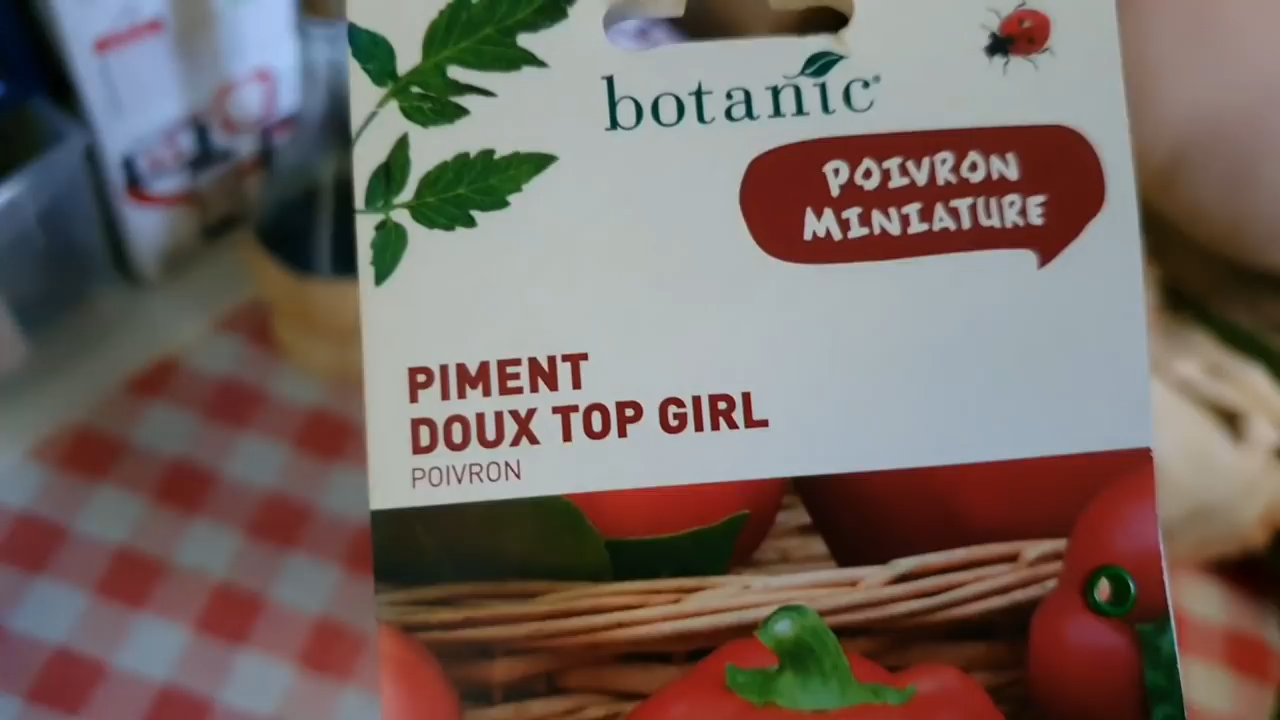 botanic®
POIVRON
MINIATURE
PIMENT
DOUX TOP GIRL
POIVRON